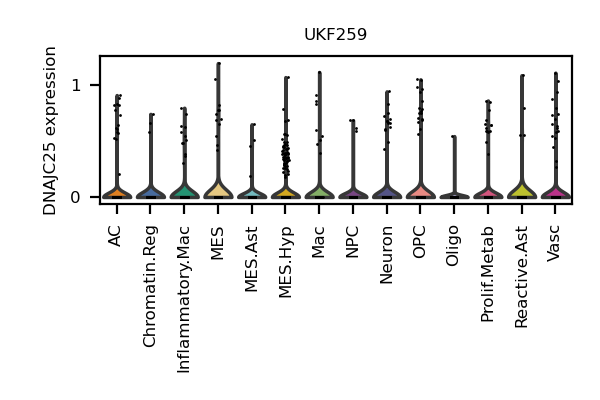 UKF259
DNAJC25 expression
1
0
AC
Chromatin.Reg
Inflammatory.Mac
MES
MES.Ast
MES.Hyp
Mac
NPC
Neuron
OPC
Oligo
Prolif.Metab
Reactive.Ast
Vasc